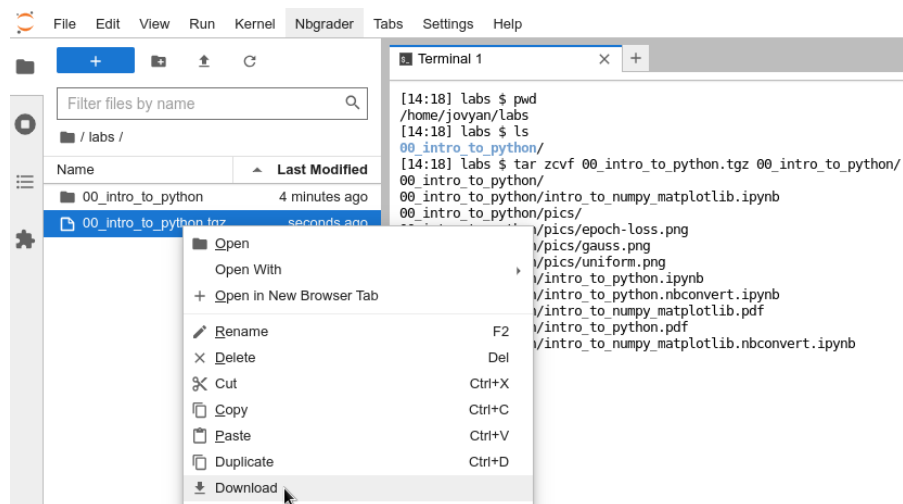 File Edit View Run Kernel Nbgrader Tabs Settings Help
+
Terminal 1 × +
Filter files by name
/ labs /
Name Last Modified
00_intro_to_python 4 minutes ago
00_intro_to_python.tgz seconds ago
Open
Open With
Open in New Browser Tab
Rename F2
Delete Del
Cut Ctrl+X
Copy Ctrl+C
Paste Ctrl+V
Duplicate Ctrl+D
Download
[14:18] labs $ pwd
/home/jovyan/labs
[14:18] labs $ ls
00_intro_to_python/
[14:18] labs $ tar zcvf 00_intro_to_python.tgz 00_intro_to_python/
00_intro_to_python/
00_intro_to_python/intro_to_numpy_matplotlib.ipynb
00_intro_to_python/pics/
/pics/epoch-loss.png
/pics/gauss.png
/pics/uniform.png
/intro_to_python.ipynb
/intro_to_python.nbconvert.ipynb
/intro_to_numpy_matplotlib.pdf
/intro_to_python.pdf
/intro_to_numpy_matplotlib.nbconvert.ipynb